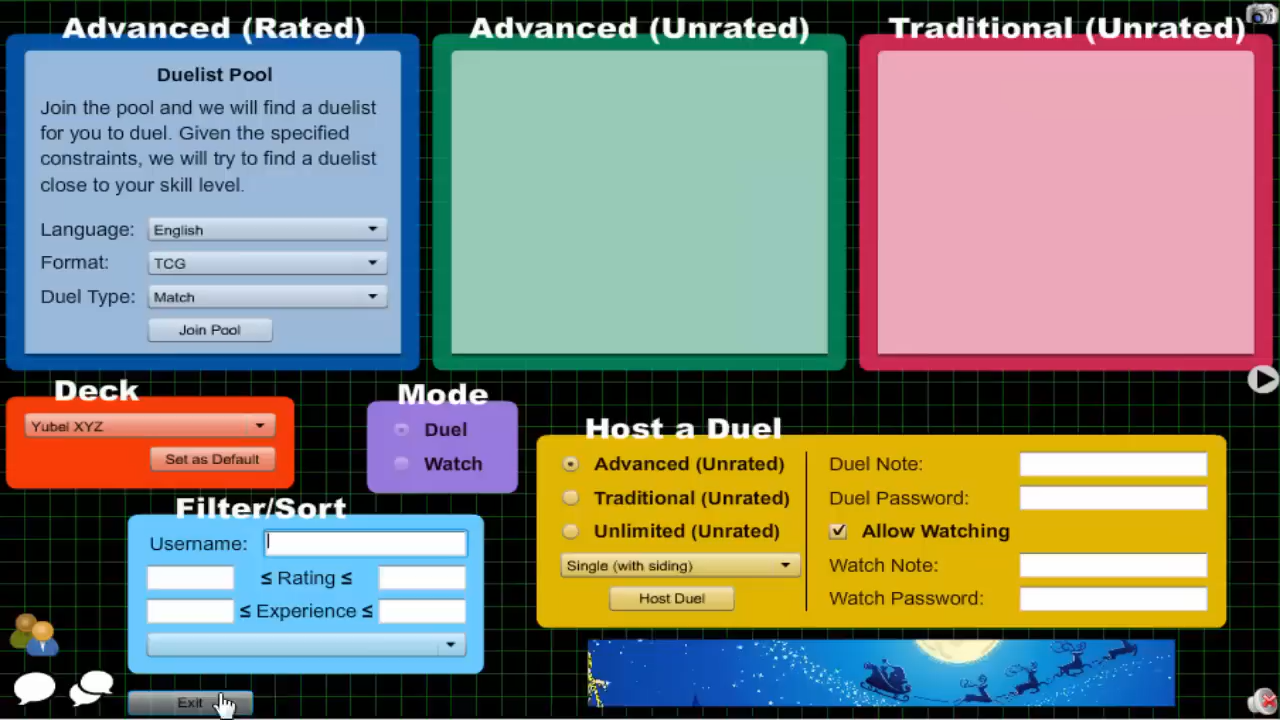 Advanced (Rated)
Duelist Pool
Join the pool and we will find a duelist
for you to duel. Given the specified
constraints, we will try to find a duelist
close to your skill level.
Language: English
Format: TCG
Duel Type: Match
Join Pool
Advanced (Unrated)
Traditional (Unrated)
Deck
Yubel XYZ
Set as Default
Mode
Duel
Watch
Filter/Sort
Username:
≤ Rating ≤
≤ Experience ≤
Exit
Host a Duel
Advanced (Unrated)
Traditional (Unrated)
Unlimited (Unrated)
Single (with siding)
Host Duel
Duel Note:
Duel Password:
Allow Watching
Watch Note:
Watch Password: